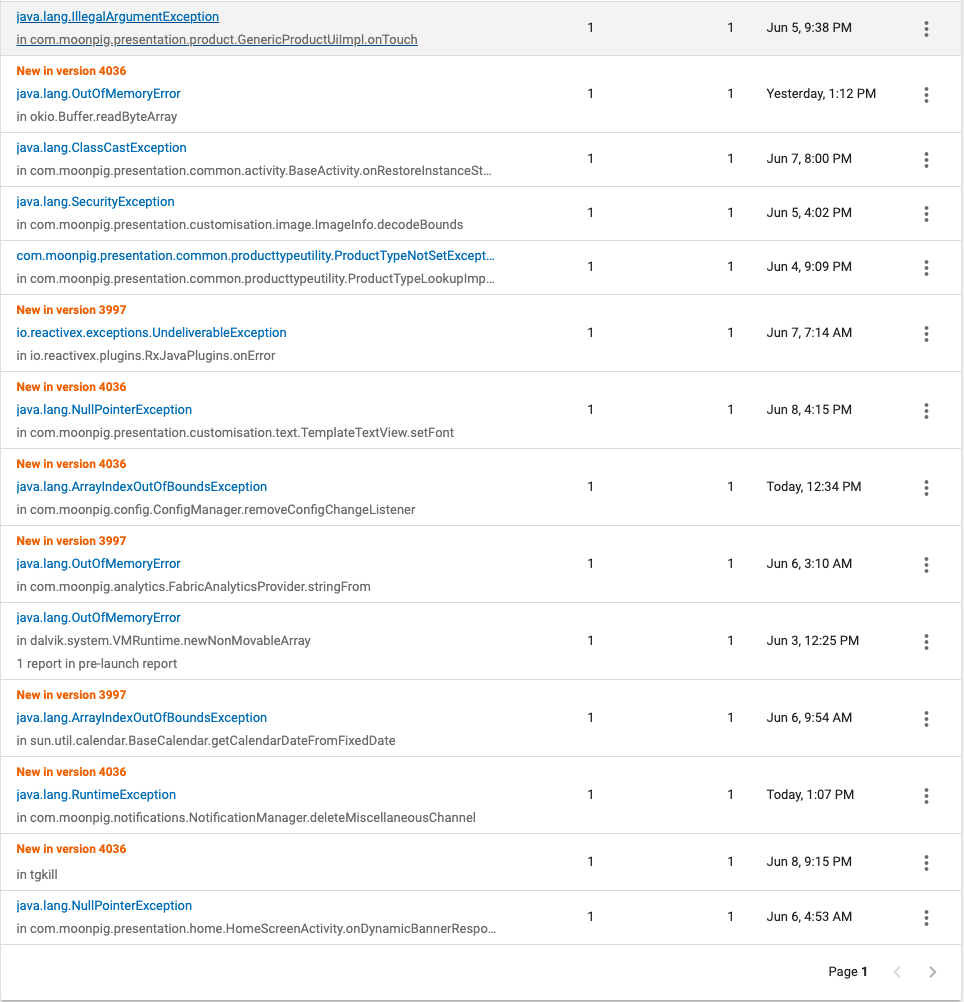 java.lang.IllegalArgumentException
in com.moonpig.presentation.product.GenericProductUiImpl.onTouch
1 1 Jun 5, 9:38 PM
New in version 4036
java.lang.OutOfMemoryError
in okio.Buffer.readByteArray
1 1 Yesterday, 1:12 PM
java.lang.ClassCastException
in com.moonpig.presentation.common.activity.BaseActivity.onRestoreInstanceSt...
1 1 Jun 7, 8:00 PM
java.lang.SecurityException
in com.moonpig.presentation.customisation.image.ImageInfo.decodeBounds
1 1 Jun 5, 4:02 PM
com.moonpig.presentation.common.producttypeutility.ProductTypeNotSetExcept...
in com.moonpig.presentation.common.producttypeutility.ProductTypeLookupImp...
1 1 Jun 4, 9:09 PM
New in version 3997
io.reactivex.exceptions.UndeliverableException
in io.reactivex.plugins.RxJavaPlugins.onError
1 1 Jun 7, 7:14 AM
New in version 4036
java.lang.NullPointerException
in com.moonpig.presentation.customisation.text.TemplateTextView.setFont
1 1 Jun 8, 4:15 PM
New in version 4036
java.lang.ArrayIndexOutOfBoundsException
in com.moonpig.config.ConfigManager.removeConfigChangeListener
1 1 Today, 12:34 PM
New in version 3997
java.lang.OutOfMemoryError
in com.moonpig.analytics.FabricAnalyticsProvider.stringFrom
1 1 Jun 6, 3:10 AM
java.lang.OutOfMemoryError
in dalvik.system.VMRuntime.newNonMovableArray
1 report in pre-launch report
1 1 Jun 3, 12:25 PM
New in version 3997
java.lang.ArrayIndexOutOfBoundsException
in sun.util.calendar.BaseCalendar.getCalendarDateFromFixedDate
1 1 Jun 6, 9:54 AM
New in version 4036
java.lang.RuntimeException
in com.moonpig.notifications.NotificationManager.deleteMiscellaneousChannel
1 1 Today, 1:07 PM
New in version 4036
in tgkill
1 1 Jun 8, 9:15 PM
java.lang.NullPointerException
in com.moonpig.presentation.home.HomeScreenActivity.onDynamicBannerRespo...
1 1 Jun 6, 4:53 AM
Page 1